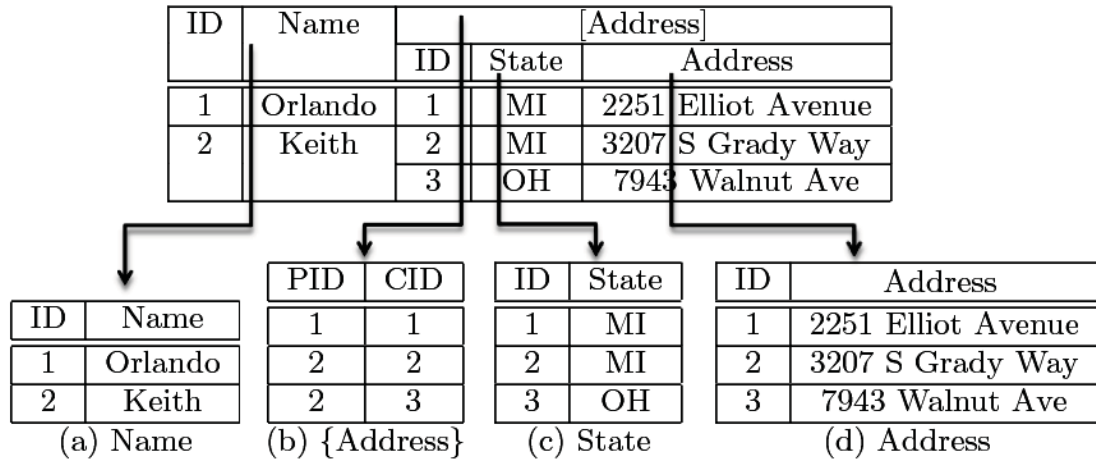 ID Name [Address]
ID State Address
1 Orlando 1 MI 2251 Elliot Avenue
2 Keith 2 MI 3207 S Grady Way
3 OH 7943 Walnut Ave
PID CID ID State ID Address
ID Name 1 1 1 MI 1 2251 Elliot Avenue
1 Orlando 2 2 2 MI 2 3207 S Grady Way
2 Keith 2 3 3 OH 3 7943 Walnut Ave
(a) Name (b) {Address} (c) State (d) Address